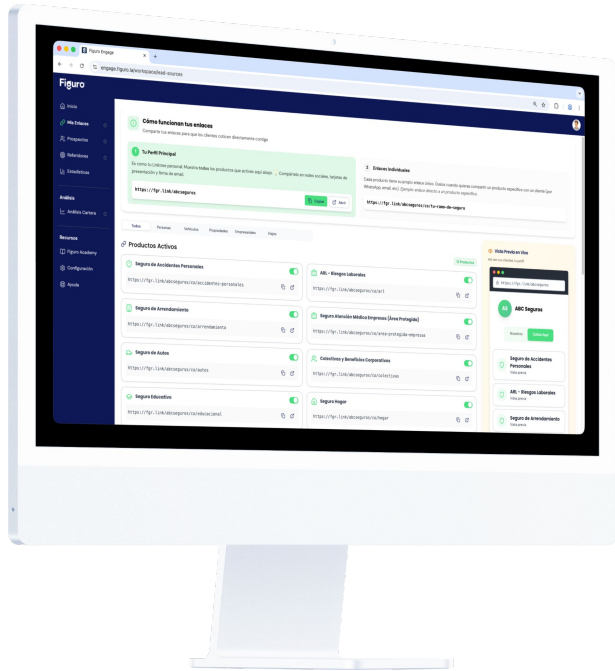 Figuro Engage
engage.figuro.la/workspace/lead-sources
Figuro
Inicio
Mis Enlaces
Prospectos
Referidores
Estadísticas
Análisis
Análisis Cartera
Recursos
Figuro Academy
Configuración
Ayuda
Cómo funcionan tus enlaces
Comparte tus enlaces para que los clientes coticen directamente contigo
1 Tu Perfil Principal
Es como tu Linktree personal. Muestra todos los productos que actives aquí abajo. Compártelo en redes sociales, tarjetas de
presentación y firma de email.
https://fgr.link/abcseguros
Copiar
Abrir
2 Enlaces Individuales
Cada producto tiene su propio enlace único. Úsalos cuando quieras compartir un producto específico con un cliente (por
WhatsApp, email, etc).
https://fgr.link/abcseguros/co/tu-ramo-de-seguro
Todos Personas Vehículos Propiedades Empresariales Viajes
Productos Activos
Seguro de Accidentes Personales
https://fgr.link/abcseguros/co/accidentes-personales
ARL - Riesgos Laborales
https://fgr.link/abcseguros/co/arl
Seguro de Arrendamiento
https://fgr.link/abcseguros/co/arrendamiento
Seguro Atención Médica Empresas (Área Protegida)
https://fgr.link/abcseguros/co/area-protegida-empresas
Seguro de Autos
https://fgr.link/abcseguros/co/autos
Colectivos y Beneficios Corporativos
https://fgr.link/abcseguros/co/colectivos
Seguro Educativo
https://fgr.link/abcseguros/co/educacional
Seguro Hogar
https://fgr.link/abcseguros/co/hogar
Vista Previa en Vivo
https://fgr.link/abcseguros
ABC Seguros
Seguro de Accidentes
Personales
Vista previa
ARL - Riesgos Laborales
Vista previa
Seguro de Arrendamiento
Vista previa